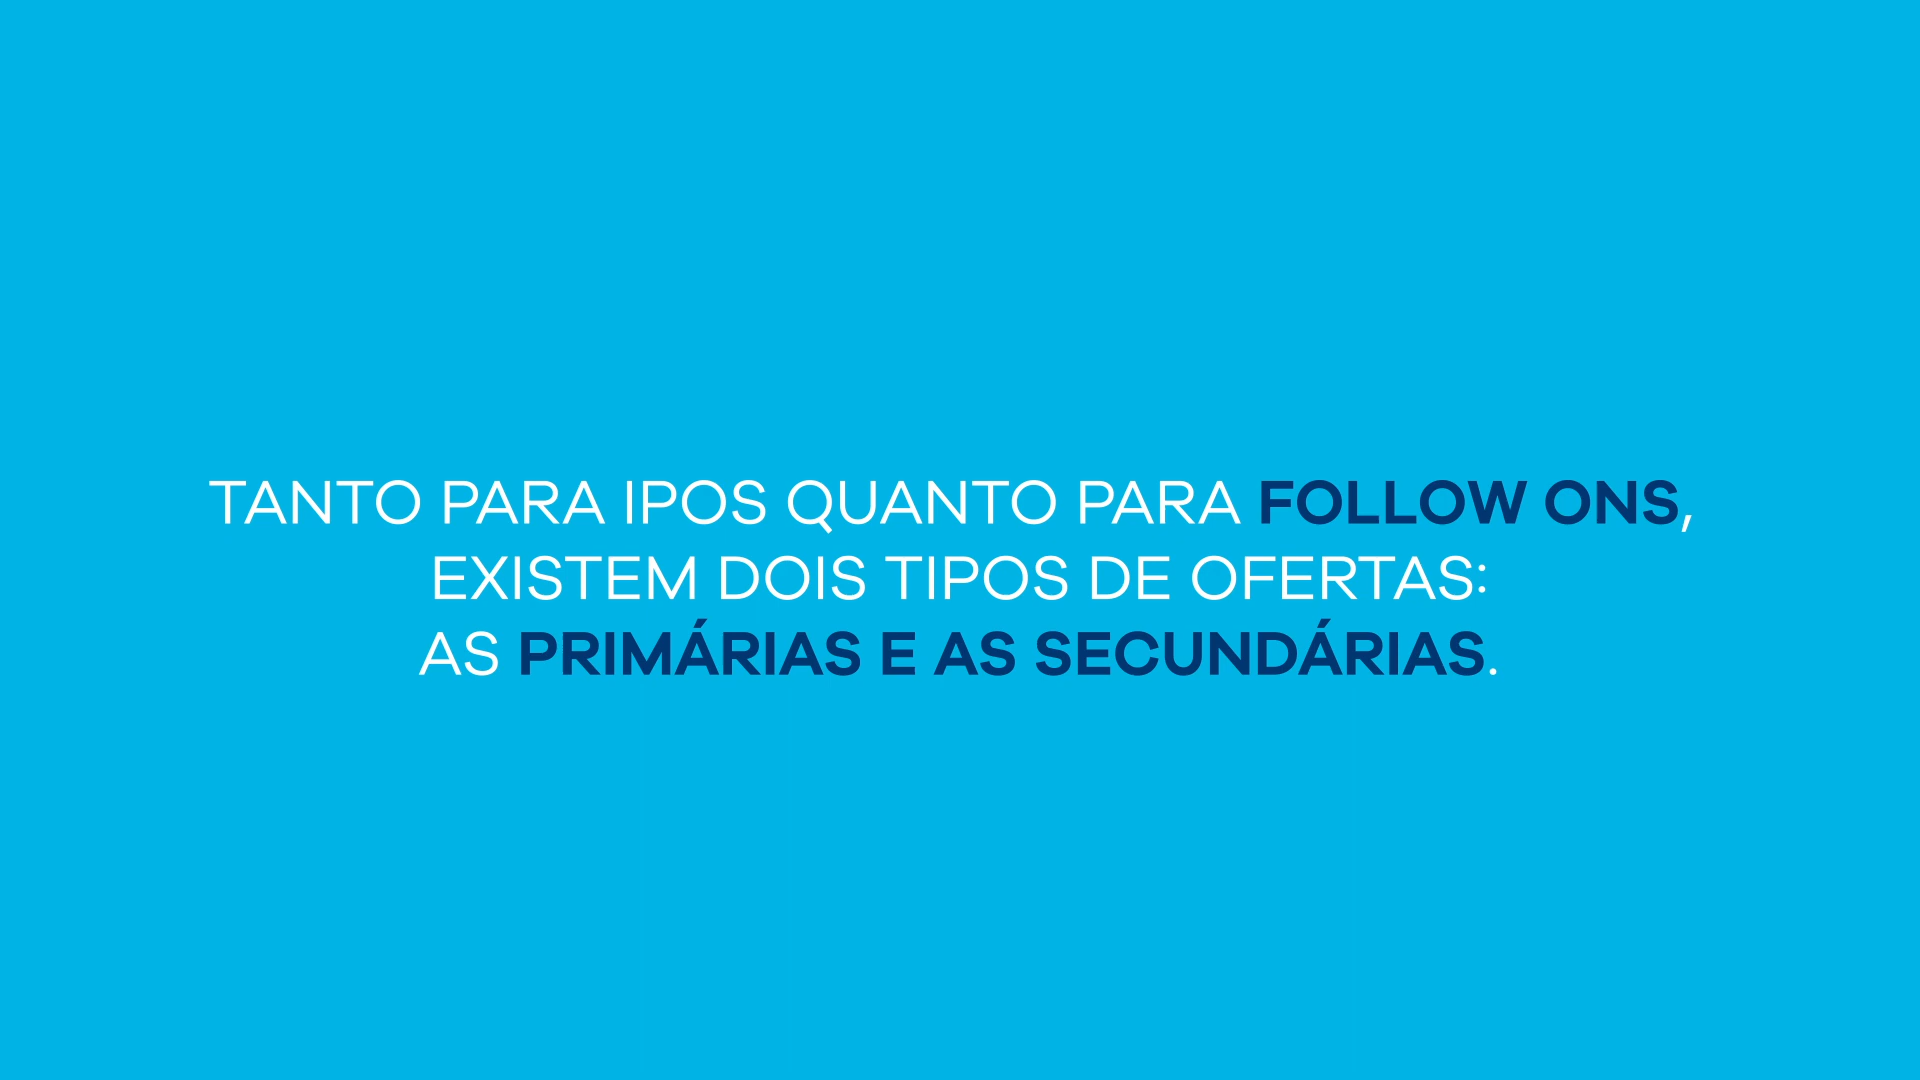 TANTO PARA IPOS QUANTO PARA FOLLOW ONS,
EXISTEM DOIS TIPOS DE OFERTAS:
AS PRIMÁRIAS E AS SECUNDÁRIAS.